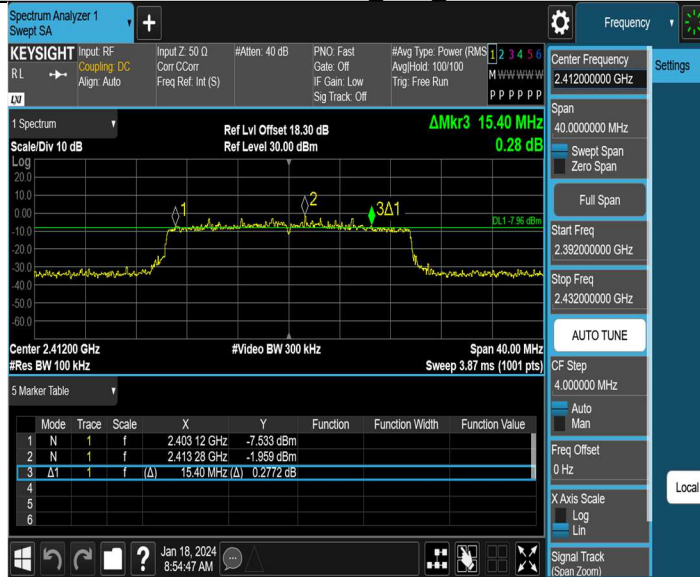 Spectrum Analyzer 1
Swept SA
Frequency
KEYSIGHT
RL
LXI
Input: RF
Coupling: DC
Align: Auto
Input Z: 50 Ω
Corr CCorr
Freq Ref: Int (S)
#Atten: 40 dB
PNO: Fast
Gate: Off
IF Gain: Low
Sig Track: Off
#Avg Type: Power (RMS
Avg|Hold: 100/100
Trig: Free Run
1 2 3 4 5 6
M W W W W W
P P P P P P
1 Spectrum
Scale/Div 10 dB
Ref Lvl Offset 18.30 dB
Ref Level 30.00 dBm
ΔMkr3 15.40 MHz
0.28 dB
Log
20.0
10.0
0.00
-10.0
-20.0
-30.0
-40.0
-50.0
-60.0
1
2
3Δ1
DL1 -7.96 dBm
Center 2.41200 GHz
#Video BW 300 kHz
Span 40.00 MHz
#Res BW 100 kHz
Sweep 3.87 ms (1001 pts)
5 Marker Table
Mode Trace Scale X Y Function Function Width Function Value
1 N 1 f 2.403 12 GHz -7.533 dBm
2 N 1 f 2.413 28 GHz -1.959 dBm
3 Δ1 1 f (Δ) 15.40 MHz (Δ) 0.2772 dB
4
5
6
Jan 18, 2024
8:54:47 AM
Center Frequency
2.412000000 GHz
Settings
Span
40.0000000 MHz
Swept Span
Zero Span
Full Span
Start Freq
2.392000000 GHz
Stop Freq
2.432000000 GHz
AUTO TUNE
CF Step
4.000000 MHz
Auto
Man
Freq Offset
0 Hz
X Axis Scale
Log
Lin
Signal Track
(Span Zoom)
Local